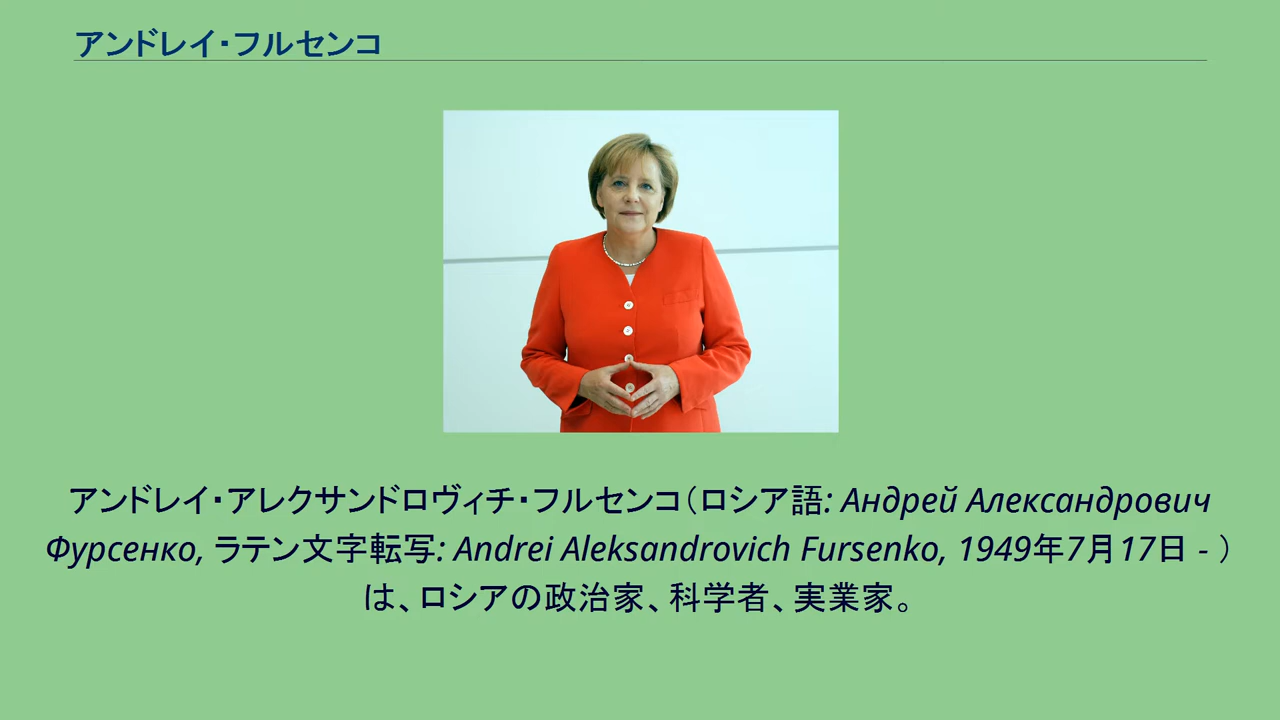 アンドレイ・フルセンコ
アンドレイ・アレクサンドロヴィチ・フルセンコ（ロシア語: Андрей Александрович
Фурсенко, ラテン文字転写: Andrei Aleksandrovich Fursenko, 1949年7月17日 - ）
は、ロシアの政治家、科学者、実業家。